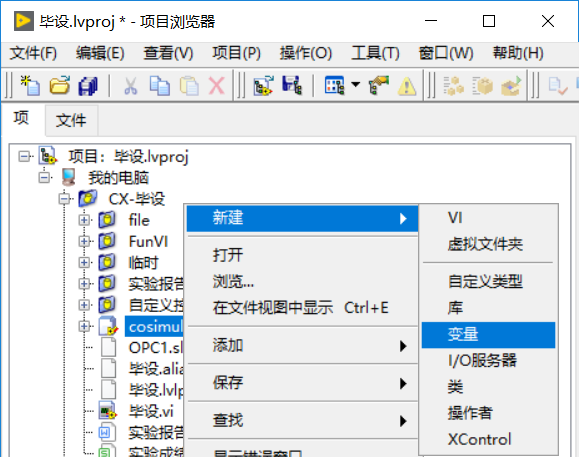 毕设.lvproj * - 项目浏览器
文件(F) 编辑(E) 查看(V) 项目(P) 操作(O) 工具(T) 窗口(W) 帮助(H)
项 文件
项目：毕设.lvproj
我的电脑
CX-毕设
file
FunVI
临时
实验报告
自定义控
cosimul
OPC1.sl
毕设.alia
毕设.lvlp
毕设.vi
实验报告
实验成绩
新建
打开
浏览...
在文件视图中显示 Ctrl+E
添加
保存
查找
显示错误窗口
VI
虚拟文件夹
自定义类型
库
变量
I/O服务器
类
操作者
XControl